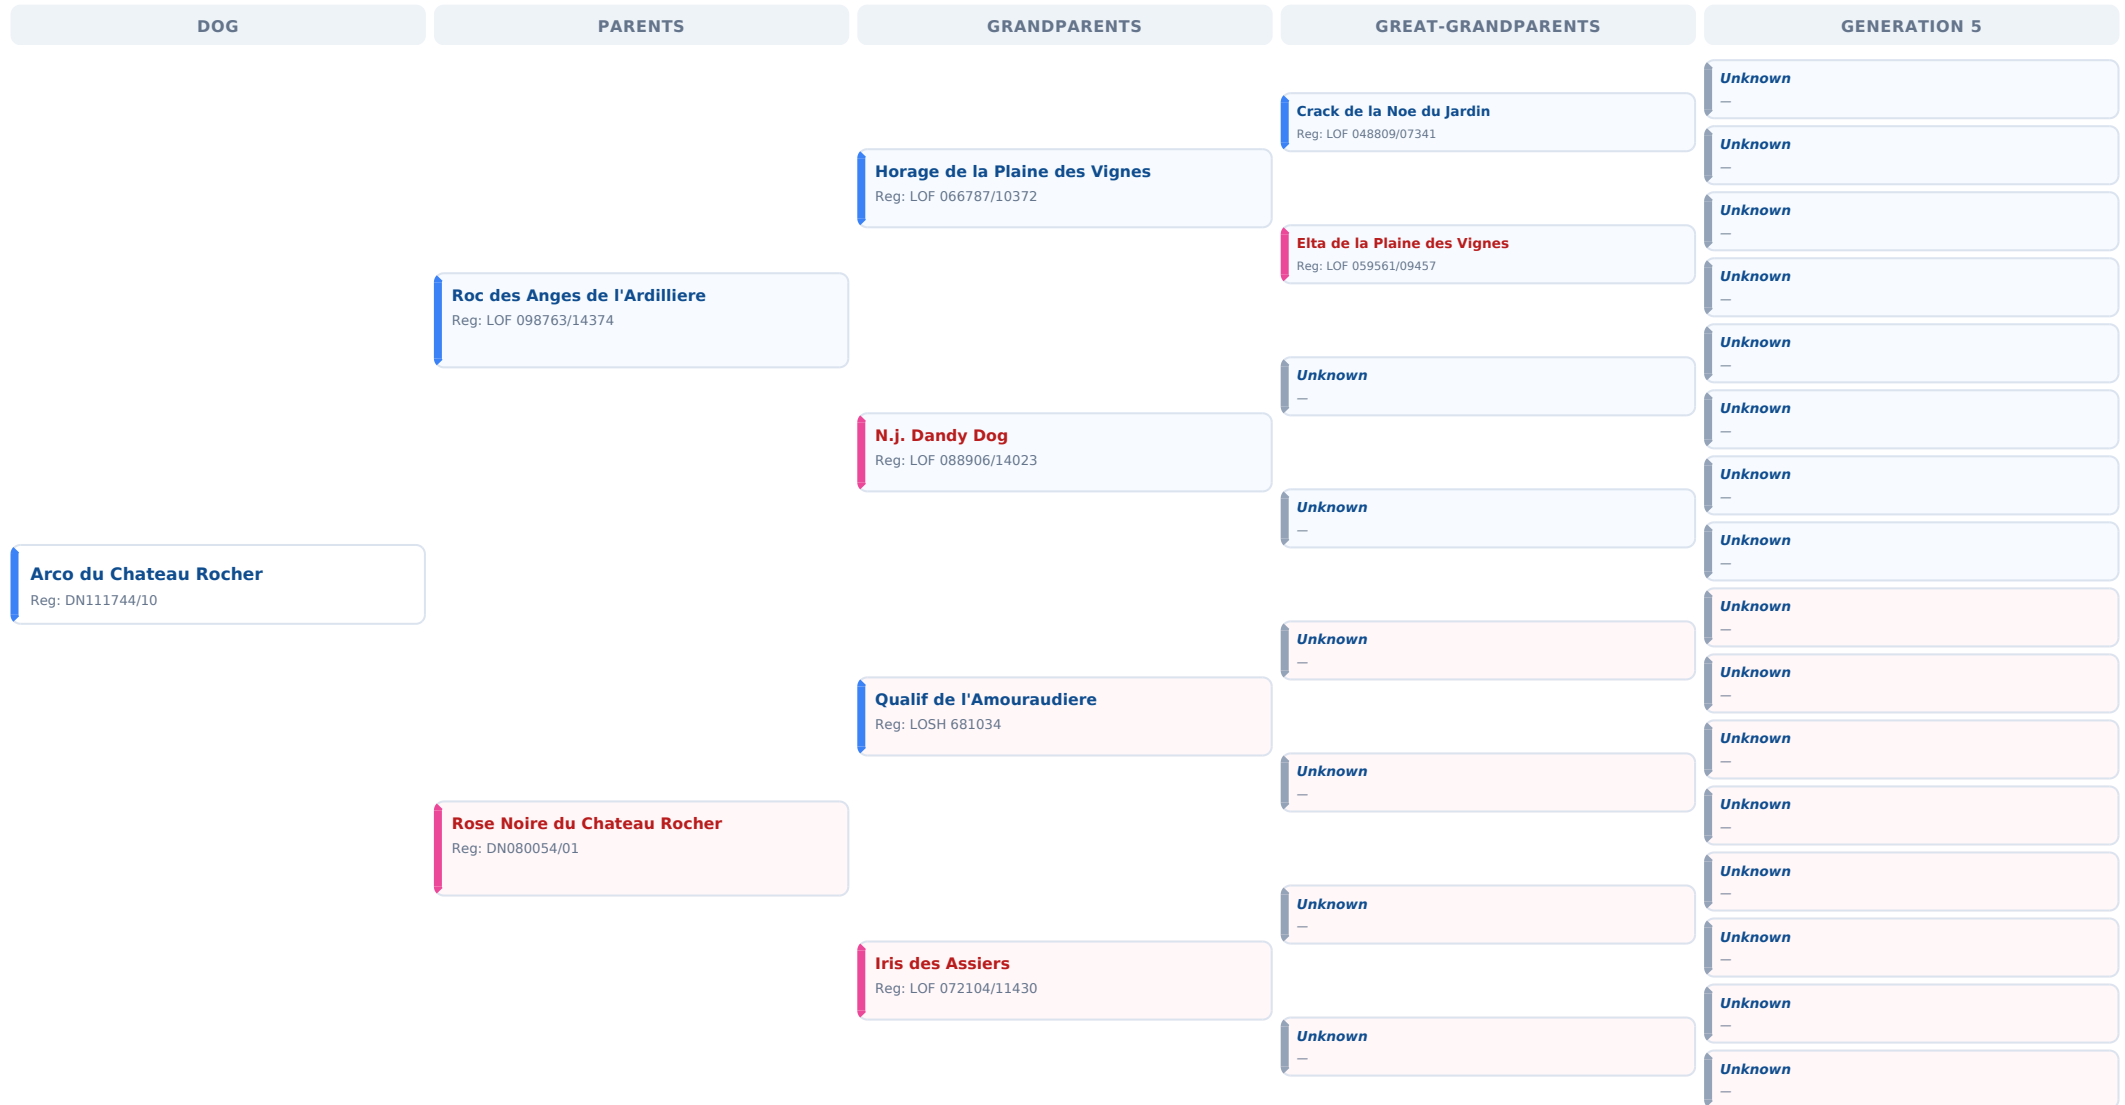 DOG
PARENTS
GRANDPARENTS
GREAT-GRANDPARENTS
GENERATION 5
Arco du Chateau Rocher
Reg: DN111744/10
Roc des Anges de l'Ardilliere
Reg: LOF 098763/14374
Rose Noire du Chateau Rocher
Reg: DN080054/01
Horage de la Plaine des Vignes
Reg: LOF 066787/10372
N.j. Dandy Dog
Reg: LOF 088906/14023
Qualif de l'Amouraudiere
Reg: LOSH 681034
Iris des Assiers
Reg: LOF 072104/11430
Crack de la Noe du Jardin
Reg: LOF 048809/07341
Elta de la Plaine des Vignes
Reg: LOF 059561/09457
Unknown
—
Unknown
—
Unknown
—
Unknown
—
Unknown
—
Unknown
—
Unknown
—
Unknown
—
Unknown
—
Unknown
—
Unknown
—
Unknown
—
Unknown
—
Unknown
—
Unknown
—
Unknown
—
Unknown
—
Unknown
—
Unknown
—
Unknown
—
Unknown
—
Unknown
—